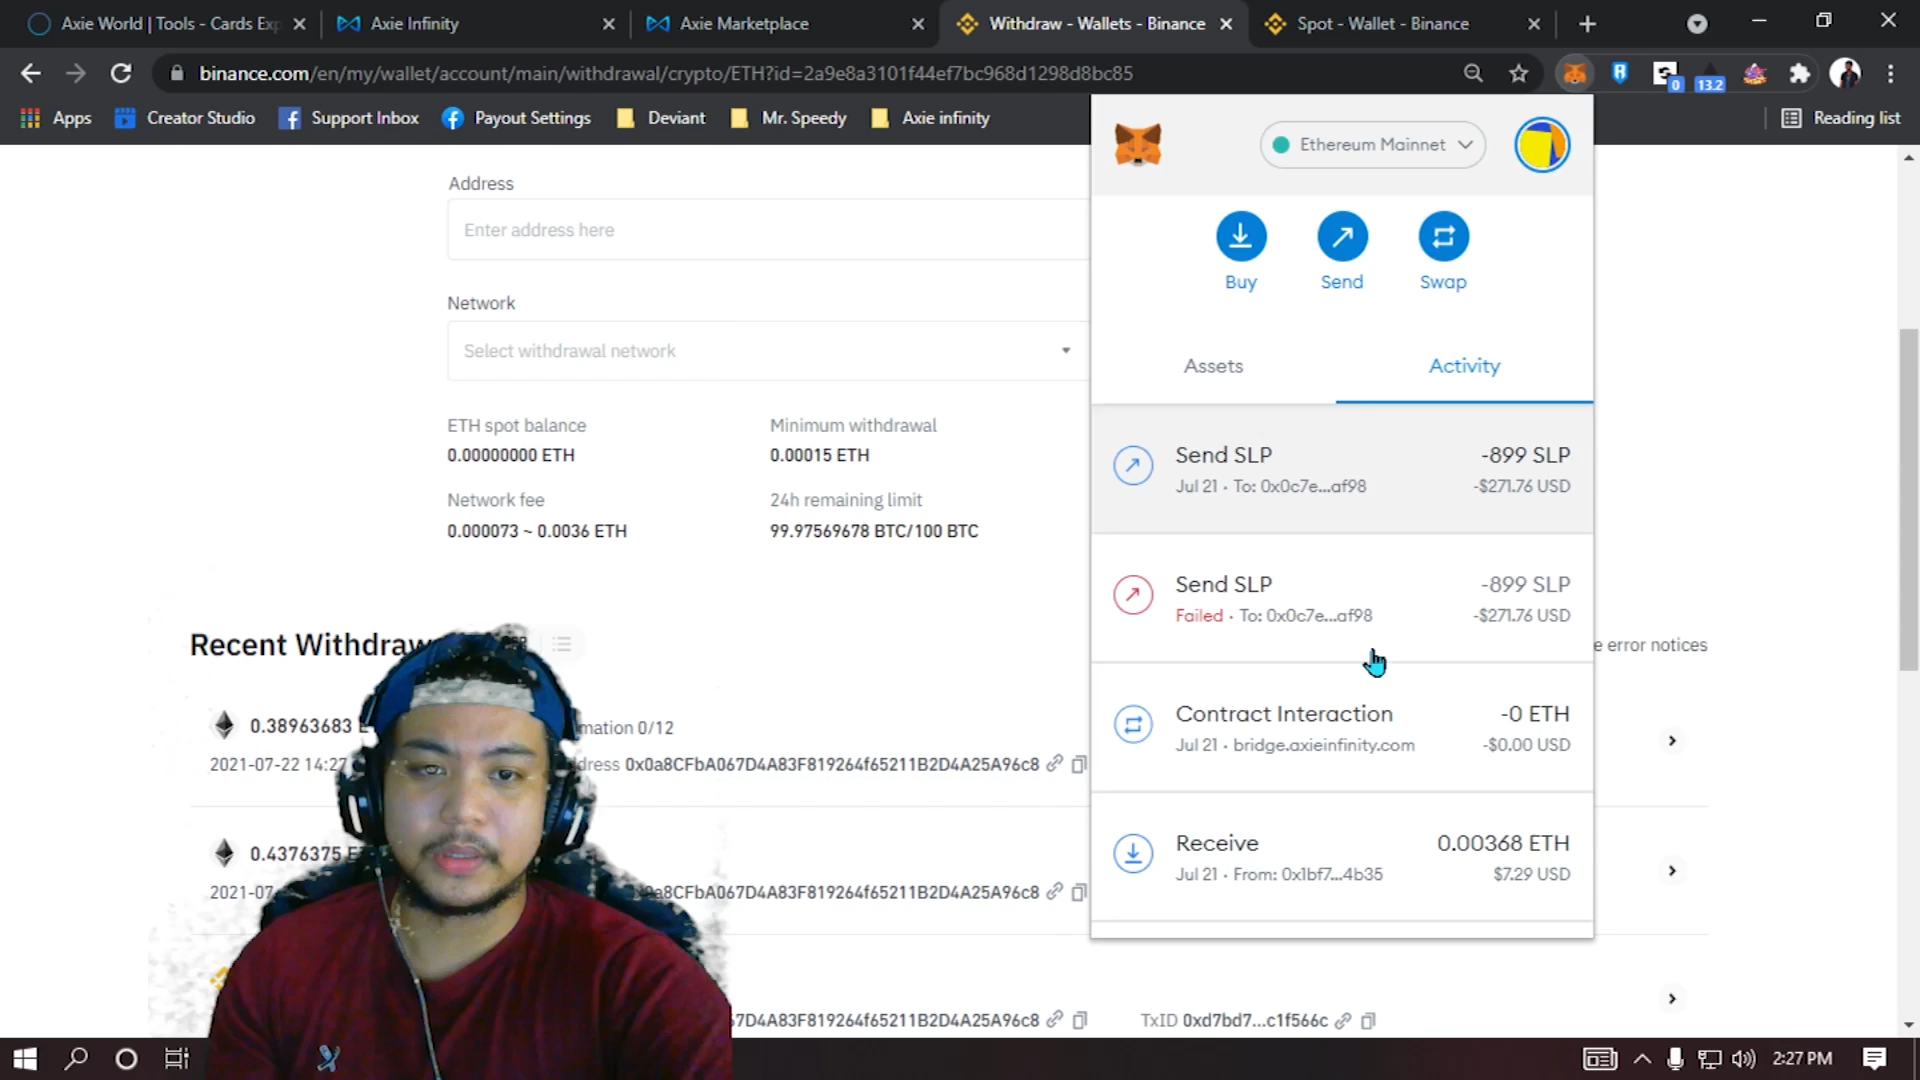 Axie World | Tools - Cards Exp
Axie Infinity
Axie Marketplace
Withdraw - Wallets - Binance
Spot - Wallet - Binance
binance.com/en/my/wallet/account/main/withdrawal/crypto/ETH?id=2a9e8a3101f44ef7bc968d1298d8bc85
0
13.2
Apps
Creator Studio
Support Inbox
Payout Settings
Deviant
Mr. Speedy
Axie infinity
Reading list
Address
Enter address here
Network
Select withdrawal network
ETH spot balance
Minimum withdrawal
0.00000000 ETH
0.00015 ETH
Network fee
24h remaining limit
0.000073 ~ 0.0036 ETH
99.97569678 BTC/100 BTC
Ethereum Mainnet
Buy
Send
Swap
Assets
Activity
Send SLP
-899 SLP
Jul 21 · To: 0x0c7e...af98
-$271.76 USD
Send SLP
-899 SLP
Failed · To: 0x0c7e...af98
-$271.76 USD
Contract Interaction
-0 ETH
Jul 21 · bridge.axieinfinity.com
-$0.00 USD
Receive
0.00368 ETH
Jul 21 · From: 0x1bf7...4b35
$7.29 USD
Recent Withdraw
e error notices
0.38963683 E
mation 0/12
2021-07-22 14:27
dress 0x0a8CFbA067D4A83F819264f65211B2D4A25A96c8
0.4376375 E
2021-07-
a8CFbA067D4A83F819264f65211B2D4A25A96c8
7D4A83F819264f65211B2D4A25A96c8
TxID 0xd7bd7...c1f566c
2:27 PM